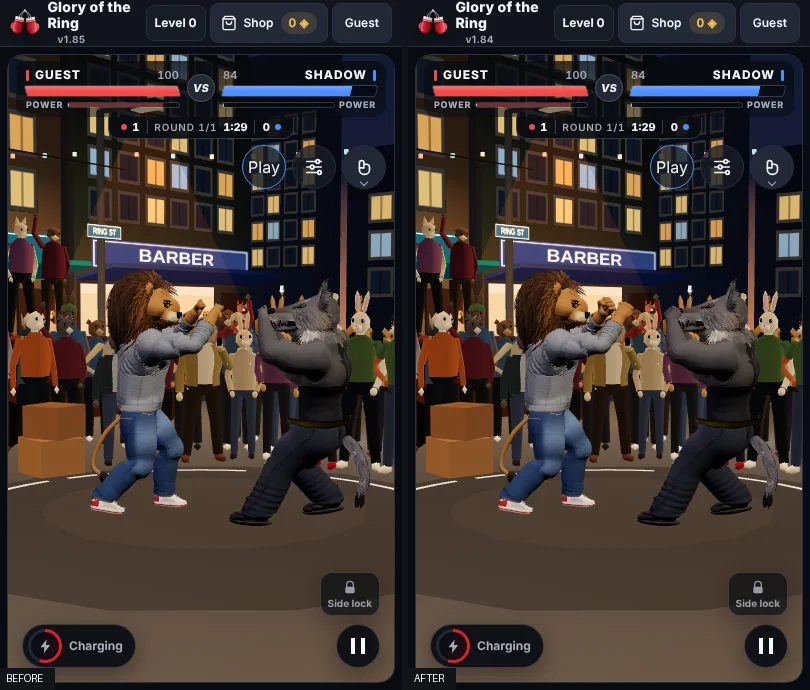 Glory of the Ring
v1.85
Level 0
Shop
0
Guest
GUEST
100
VS
84
SHADOW
POWER
POWER
1
ROUND 1/1
1:29
0
Play
RING ST
BARBER
Side lock
Charging
BEFORE
Glory of the Ring
v1.84
Level 0
Shop
0
Guest
GUEST
100
VS
84
SHADOW
POWER
POWER
1
ROUND 1/1
1:29
0
Play
RING ST
BARBER
Side lock
Charging
AFTER